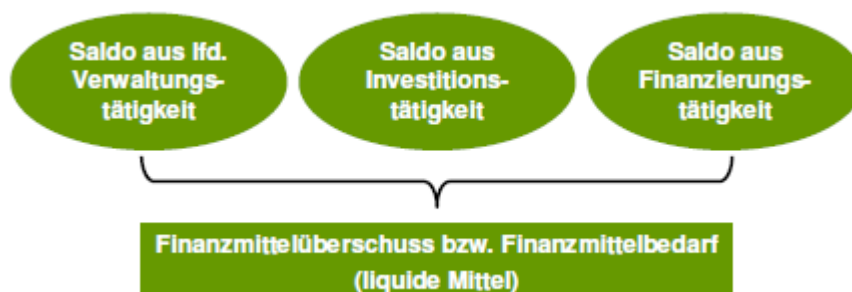 Saldo aus lfd.
Verwaltungs-
tätigkeit
Saldo aus
Investitions-
tätigkeit
Saldo aus
Finanzierungs-
tätigkeit
Finanzmittelüberschuss bzw. Finanzmittelbedarf
(liquide Mittel)